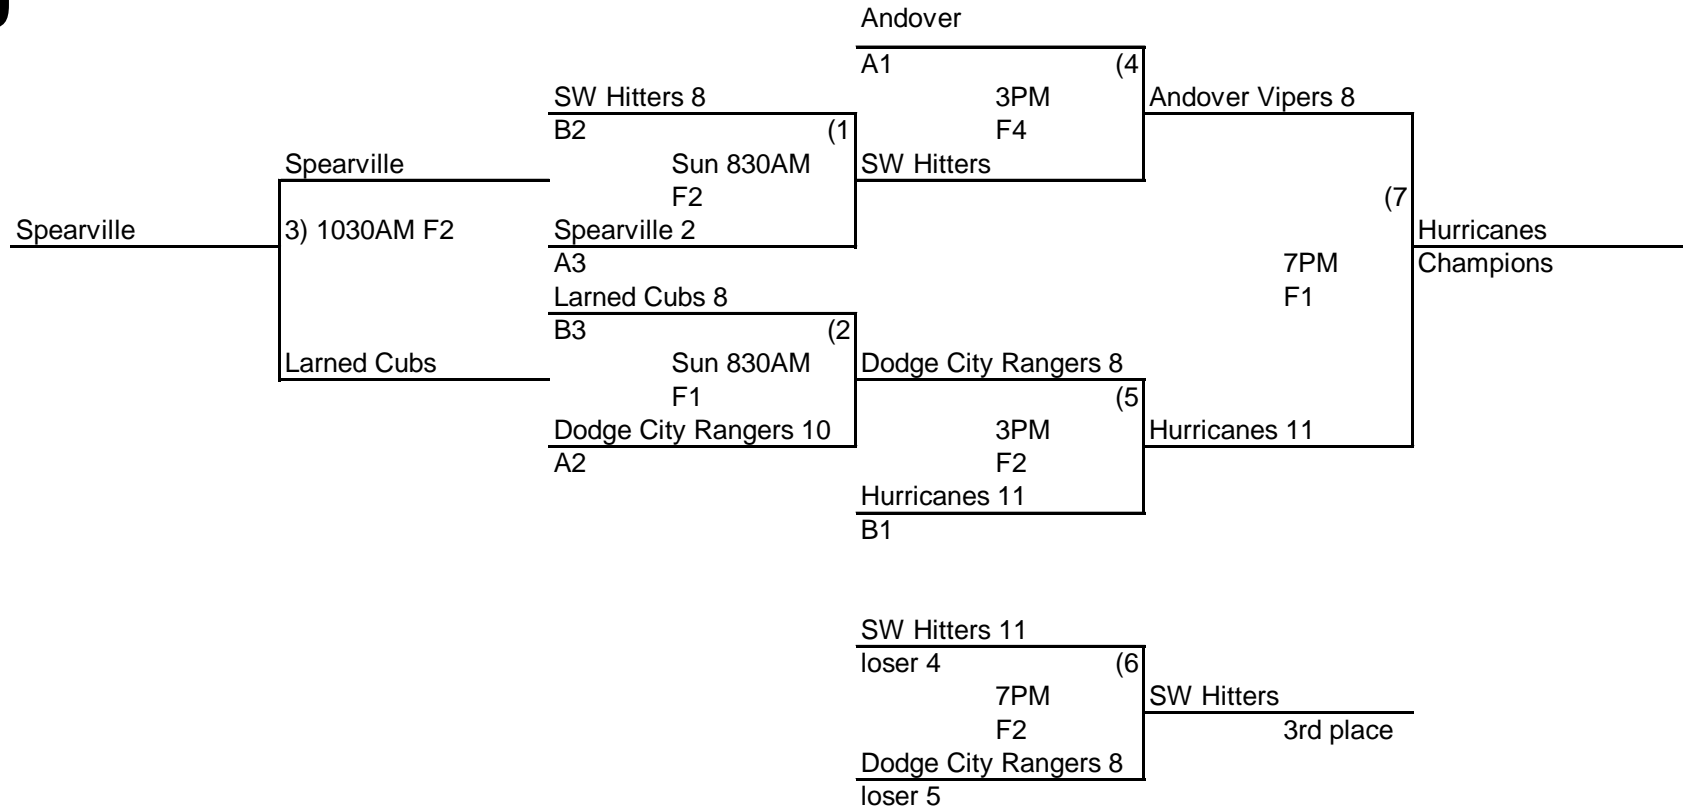 Andover
A1 (4
SW Hitters 8 3PM Andover Vipers 8
B2 (1 F4
Spearville Sun 830AM SW Hitters
F2 (7
Spearville 3) 1030AM F2 Spearville 2 Hurricanes
A3 7PM Champions
Larned Cubs 8 F1
B3 (2
Larned Cubs Sun 830AM Dodge City Rangers 8
F1 (5
Dodge City Rangers 10 3PM Hurricanes 11
A2 F2
Hurricanes 11
B1
SW Hitters 11
loser 4 (6
7PM SW Hitters
F2 3rd place
Dodge City Rangers 8
loser 5